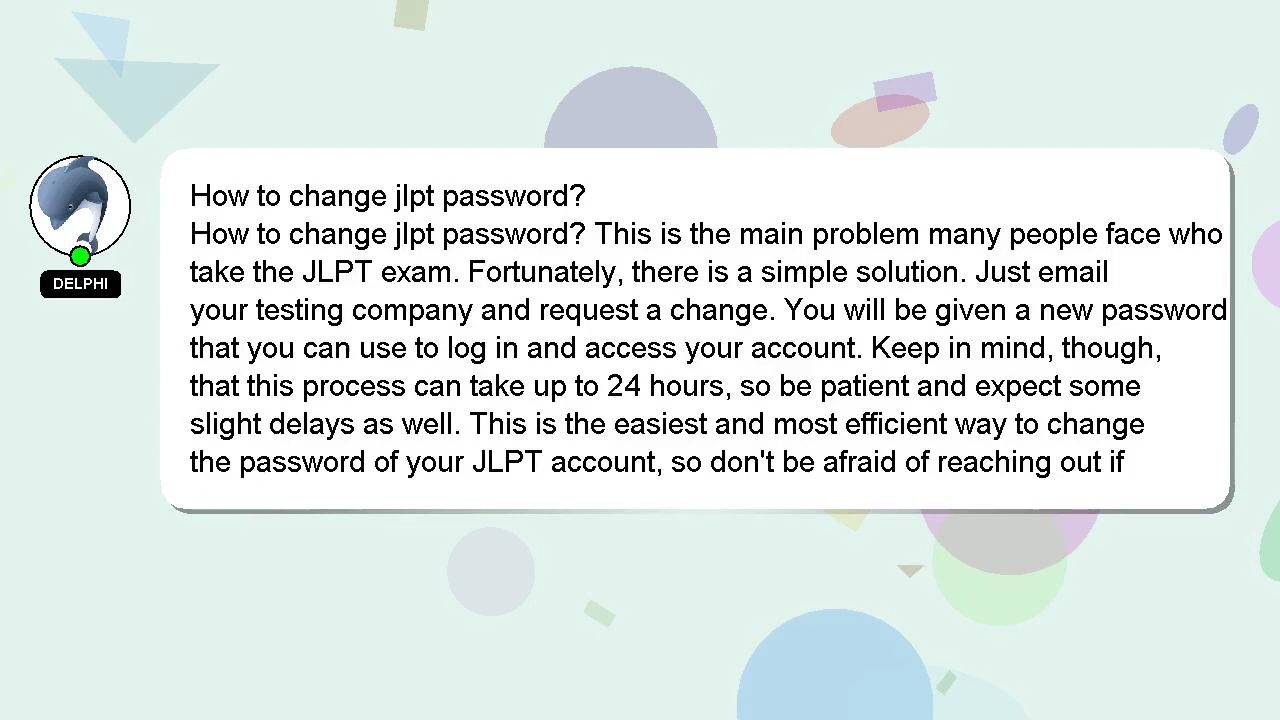 How to change jlpt password?
How to change jlpt password? This is the main problem many people face who
take the JLPT exam. Fortunately, there is a simple solution. Just email
your testing company and request a change. You will be given a new password
that you can use to log in and access your account. Keep in mind, though,
that this process can take up to 24 hours, so be patient and expect some
slight delays as well. This is the easiest and most efficient way to change
the password of your JLPT account, so don't be afraid of reaching out if
DELPHI